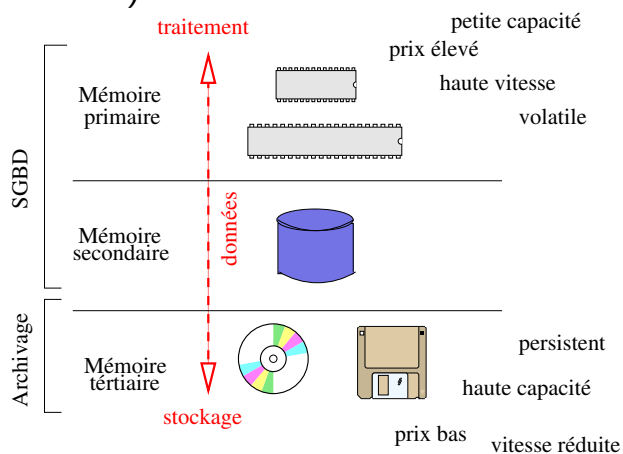 petite capacité
traitement
prix élevé
haute vitesse
Mémoire
primaire
volatile
SGBD
données
Mémoire
secondaire
Archivage
persistent
Mémoire
tértiaire
haute capacité
stockage
prix bas
vitesse réduite